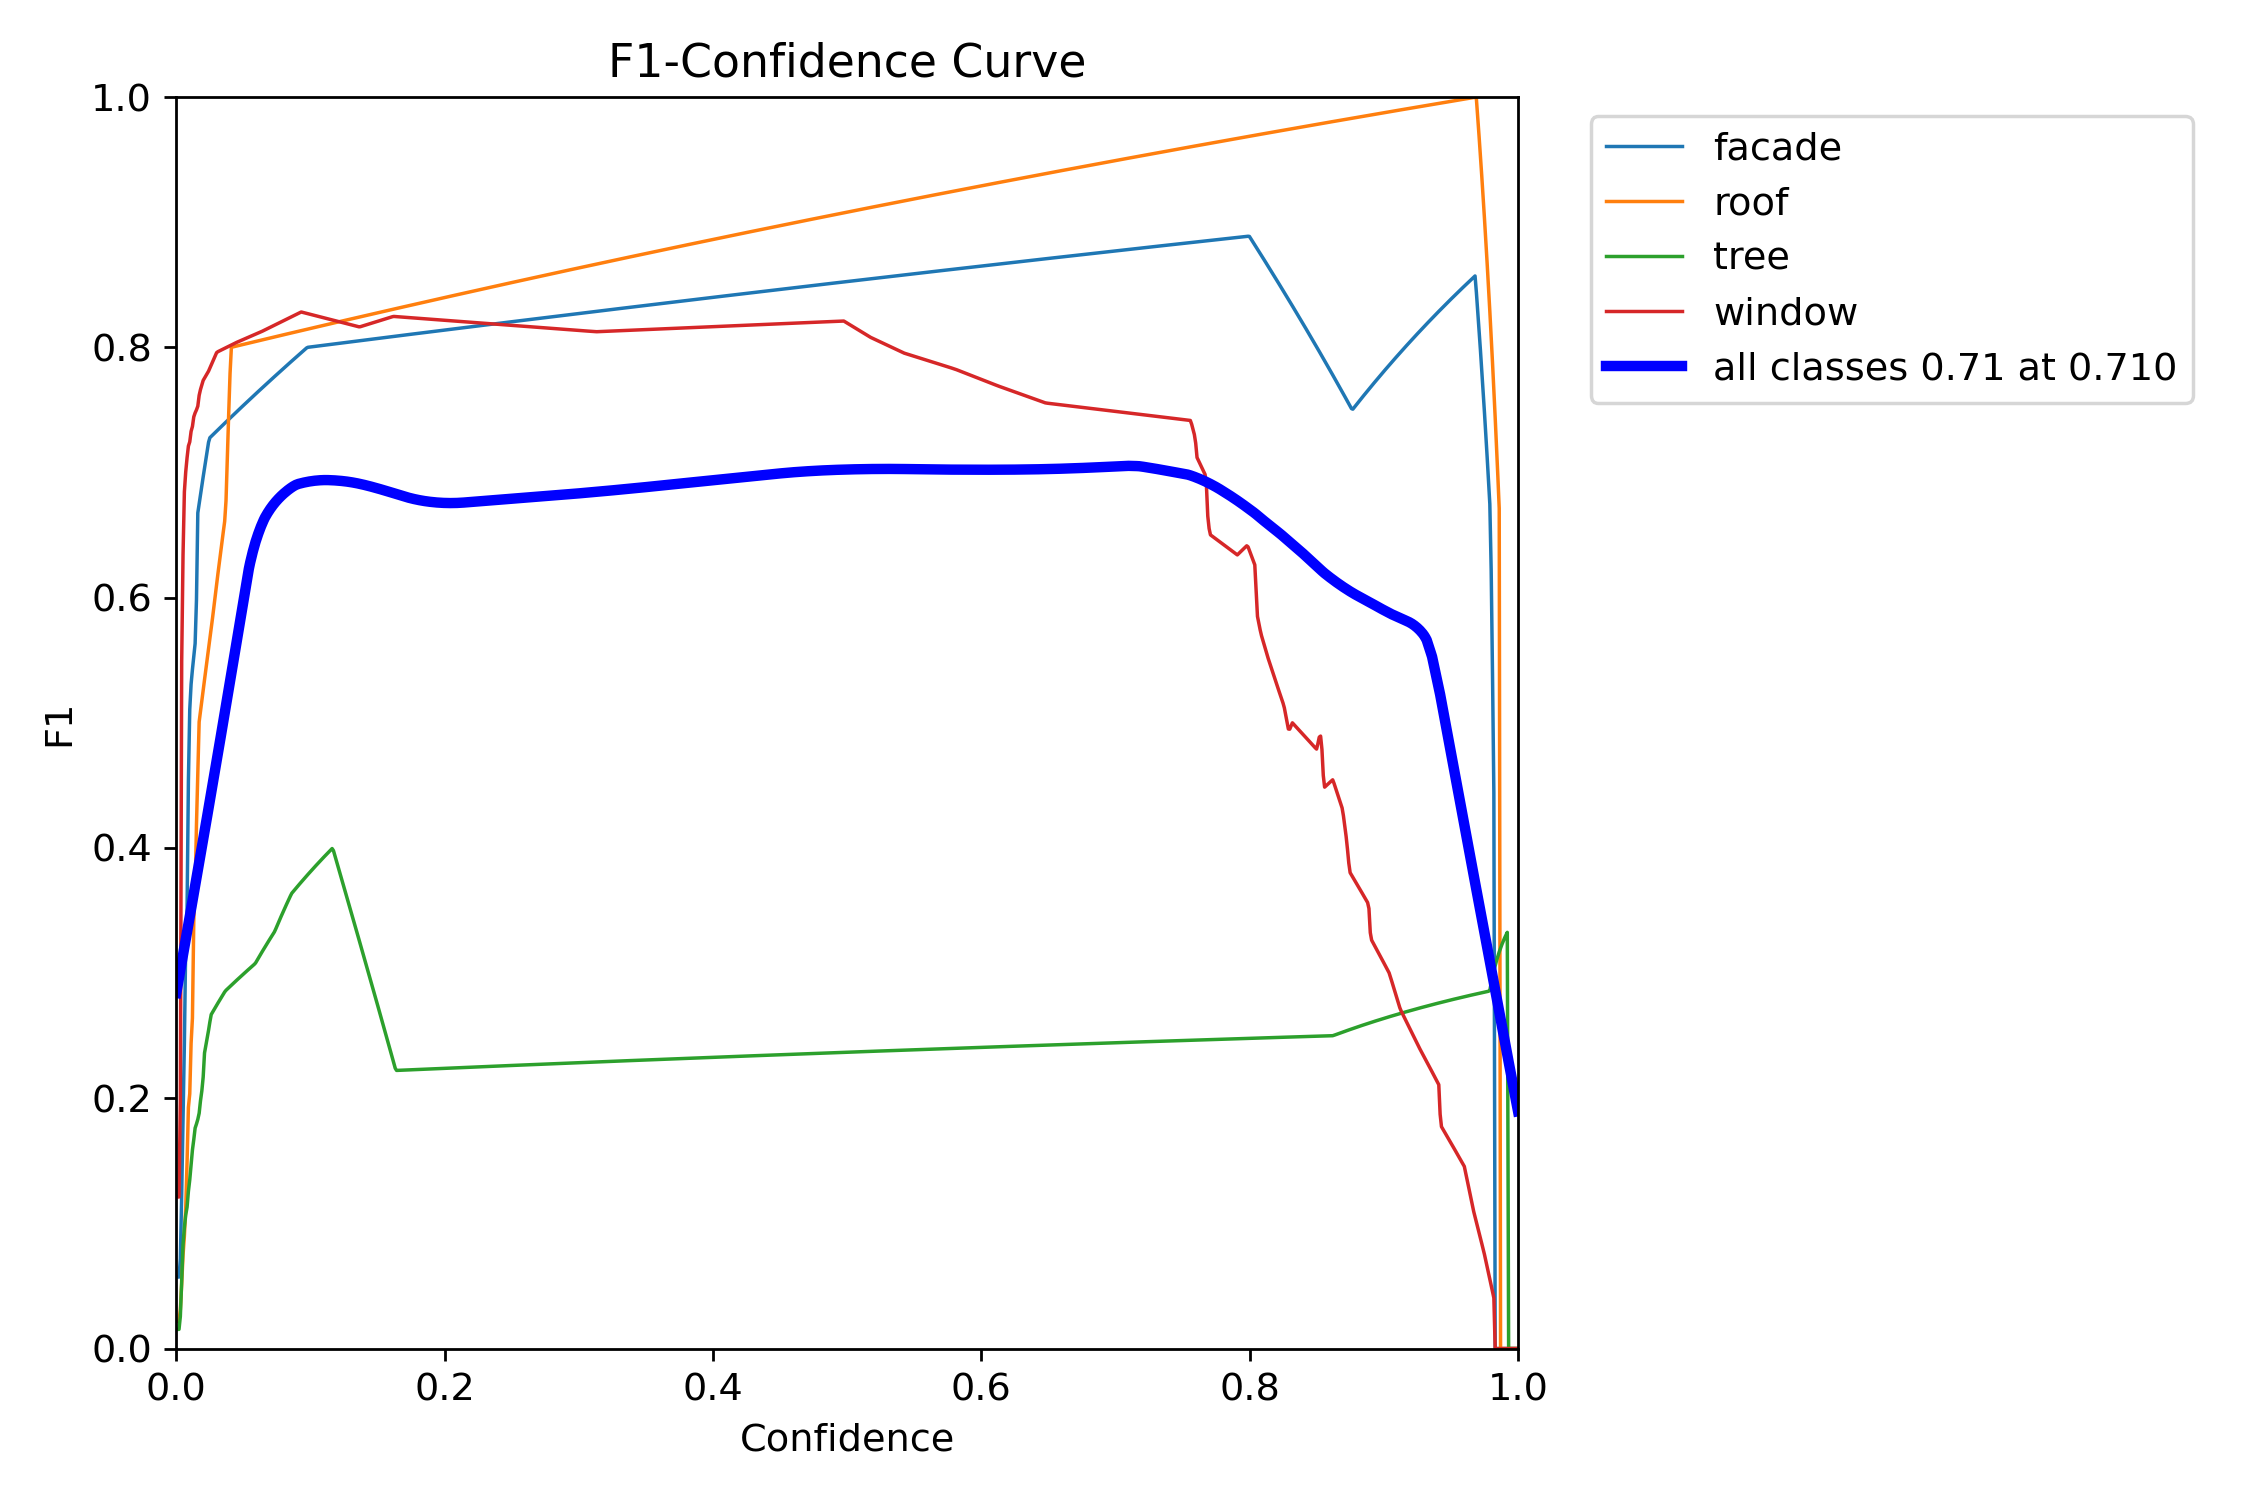 F1-Confidence Curve
1.0
0.8
0.6
0.4
0.2
0.0
F1
0.0 0.2 0.4 0.6 0.8 1.0
Confidence
facade
roof
tree
window
all classes 0.71 at 0.710